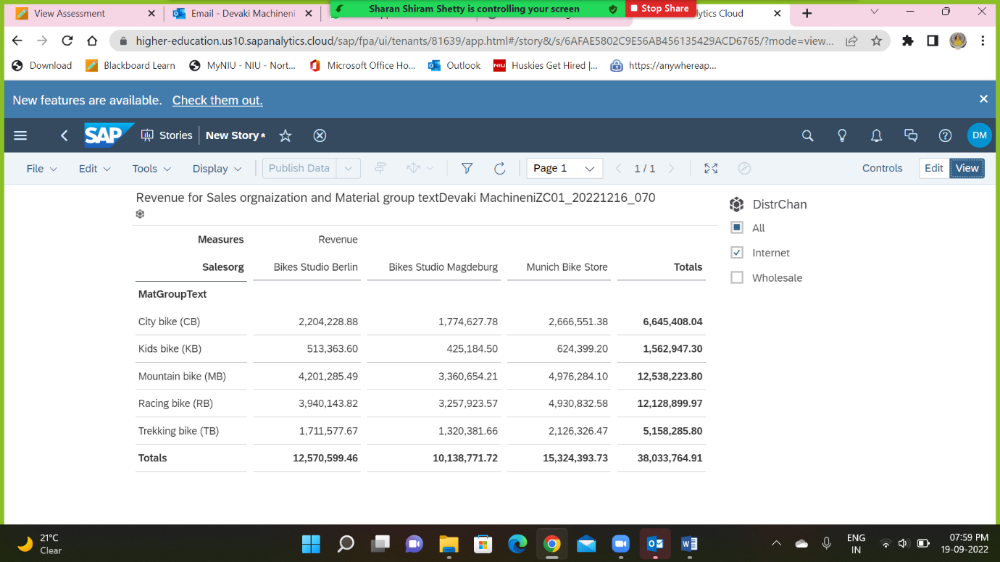 View Assessment
Email - Devaki Machineni
Sharan Shiram Shetty is controlling your screen
Stop Share
lytics Cloud
higher-education.us10.sapanalytics.cloud/sap/fpa/ui/tenants/81639/app.html#/story&/s/6AFAE5802C9E56AB456135429ACD6765/?mode=view...
Download Blackboard Learn MyNIU - NIU - Nort... Microsoft Office Ho... Outlook NIU Huskies Get Hired |... https://anywhereap...
New features are available. Check them out.
SAP Stories New Story* DM
File Edit Tools Display Publish Data Page 1 1 / 1 Controls Edit View
Revenue for Sales orgnaization and Material group textDevaki MachineniZC01_20221216_070
Measures Revenue
Salesorg Bikes Studio Berlin Bikes Studio Magdeburg Munich Bike Store Totals
MatGroupText
City bike (CB) 2,204,228.88 1,774,627.78 2,666,551.38 6,645,408.04
Kids bike (KB) 513,363.60 425,184.50 624,399.20 1,562,947.30
Mountain bike (MB) 4,201,285.49 3,360,654.21 4,976,284.10 12,538,223.80
Racing bike (RB) 3,940,143.82 3,257,923.57 4,930,832.58 12,128,899.97
Trekking bike (TB) 1,711,577.67 1,320,381.66 2,126,326.47 5,158,285.80
Totals 12,570,599.46 10,138,771.72 15,324,393.73 38,033,764.91
DistrChan
All
Internet
Wholesale
21°C
Clear
ENG
IN
07:59 PM
19-09-2022